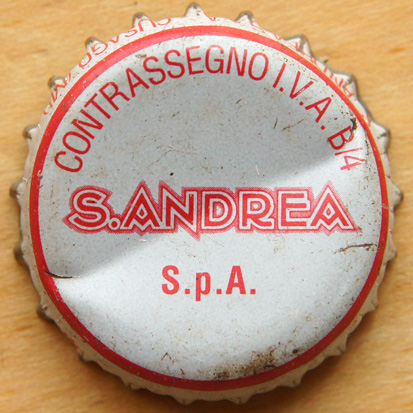 CONTRASSEGNO I.V.A. B/4
S.ANDREA
S.p.A.